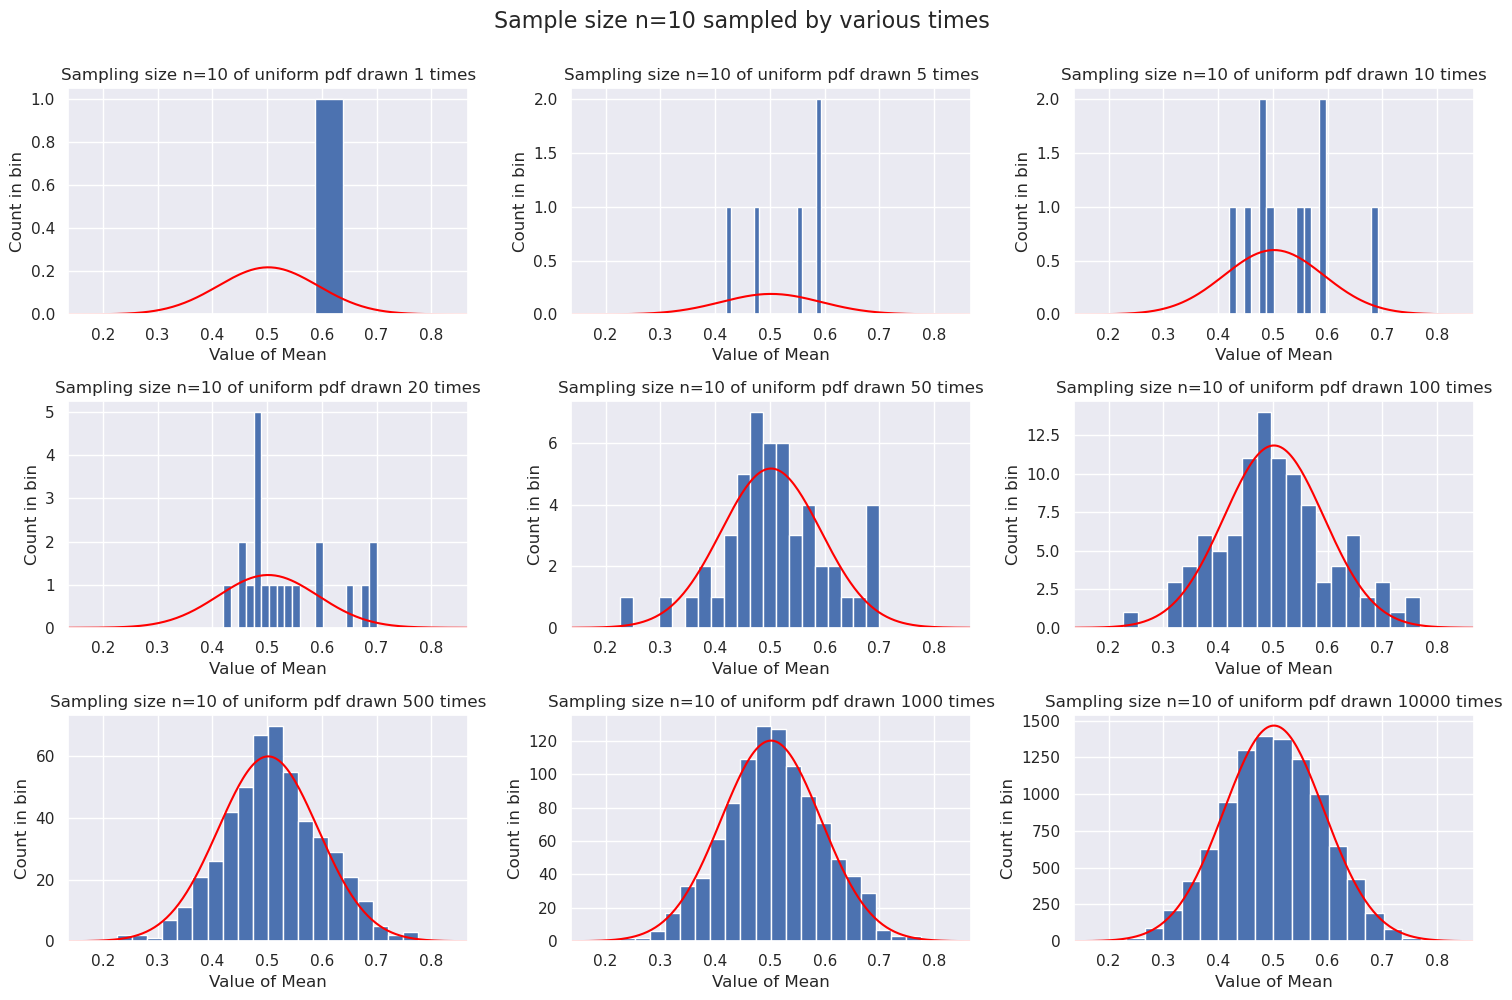 Sample size n=10 sampled by various times
Sampling size n=10 of uniform pdf drawn 1 times
Count in bin
1.0
0.8
0.6
0.4
0.2
0.0
0.2 0.3 0.4 0.5 0.6 0.7 0.8
Value of Mean
Sampling size n=10 of uniform pdf drawn 5 times
Count in bin
2.0
1.5
1.0
0.5
0.0
0.2 0.3 0.4 0.5 0.6 0.7 0.8
Value of Mean
Sampling size n=10 of uniform pdf drawn 10 times
Count in bin
2.0
1.5
1.0
0.5
0.0
0.2 0.3 0.4 0.5 0.6 0.7 0.8
Value of Mean
Sampling size n=10 of uniform pdf drawn 20 times
Count in bin
5
4
3
2
1
0
0.2 0.3 0.4 0.5 0.6 0.7 0.8
Value of Mean
Sampling size n=10 of uniform pdf drawn 50 times
Count in bin
6
4
2
0
0.2 0.3 0.4 0.5 0.6 0.7 0.8
Value of Mean
Sampling size n=10 of uniform pdf drawn 100 times
Count in bin
12.5
10.0
7.5
5.0
2.5
0.0
0.2 0.3 0.4 0.5 0.6 0.7 0.8
Value of Mean
Sampling size n=10 of uniform pdf drawn 500 times
Count in bin
60
40
20
0
0.2 0.3 0.4 0.5 0.6 0.7 0.8
Value of Mean
Sampling size n=10 of uniform pdf drawn 1000 times
Count in bin
120
100
80
60
40
20
0
0.2 0.3 0.4 0.5 0.6 0.7 0.8
Value of Mean
Sampling size n=10 of uniform pdf drawn 10000 times
Count in bin
1500
1250
1000
750
500
250
0
0.2 0.3 0.4 0.5 0.6 0.7 0.8
Value of Mean